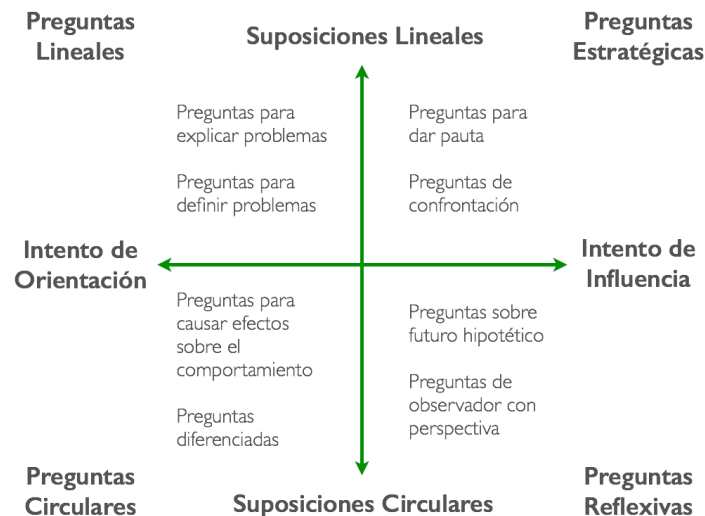 Preguntas
Lineales
Suposiciones Lineales
Preguntas
Estratégicas
Preguntas para
explicar problemas
Preguntas para
definir problemas
Preguntas para
dar pauta
Preguntas de
confrontación
Intento de
Orientación
Intento de
Influencia
Preguntas para
causar efectos
sobre el
comportamiento
Preguntas
diferenciadas
Preguntas sobre
futuro hipotético
Preguntas de
observador con
perspectiva
Preguntas
Circulares
Suposiciones Circulares
Preguntas
Reflexivas